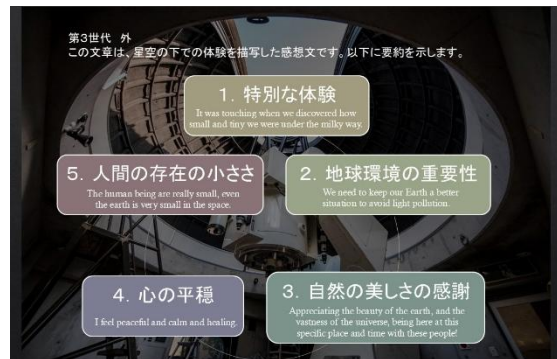 第3世代 外
この文章は、星空の下での体験を描写した感想文です。以下に要約を示します。
1. 特別な体験
It was touching when we discovered how
small and tiny we were under the milky way.
2. 地球環境の重要性
We need to keep our Earth a better
situation to avoid light pollution.
3. 自然の美しさの感謝
Appreciating the beauty of the earth, and the
vastness of the universe, being here at this
specific place and time with these people!
4. 心の平穏
I feel peaceful and calm and healing.
5. 人間の存在の小ささ
The human being are really small, even
the earth is very small in the space.